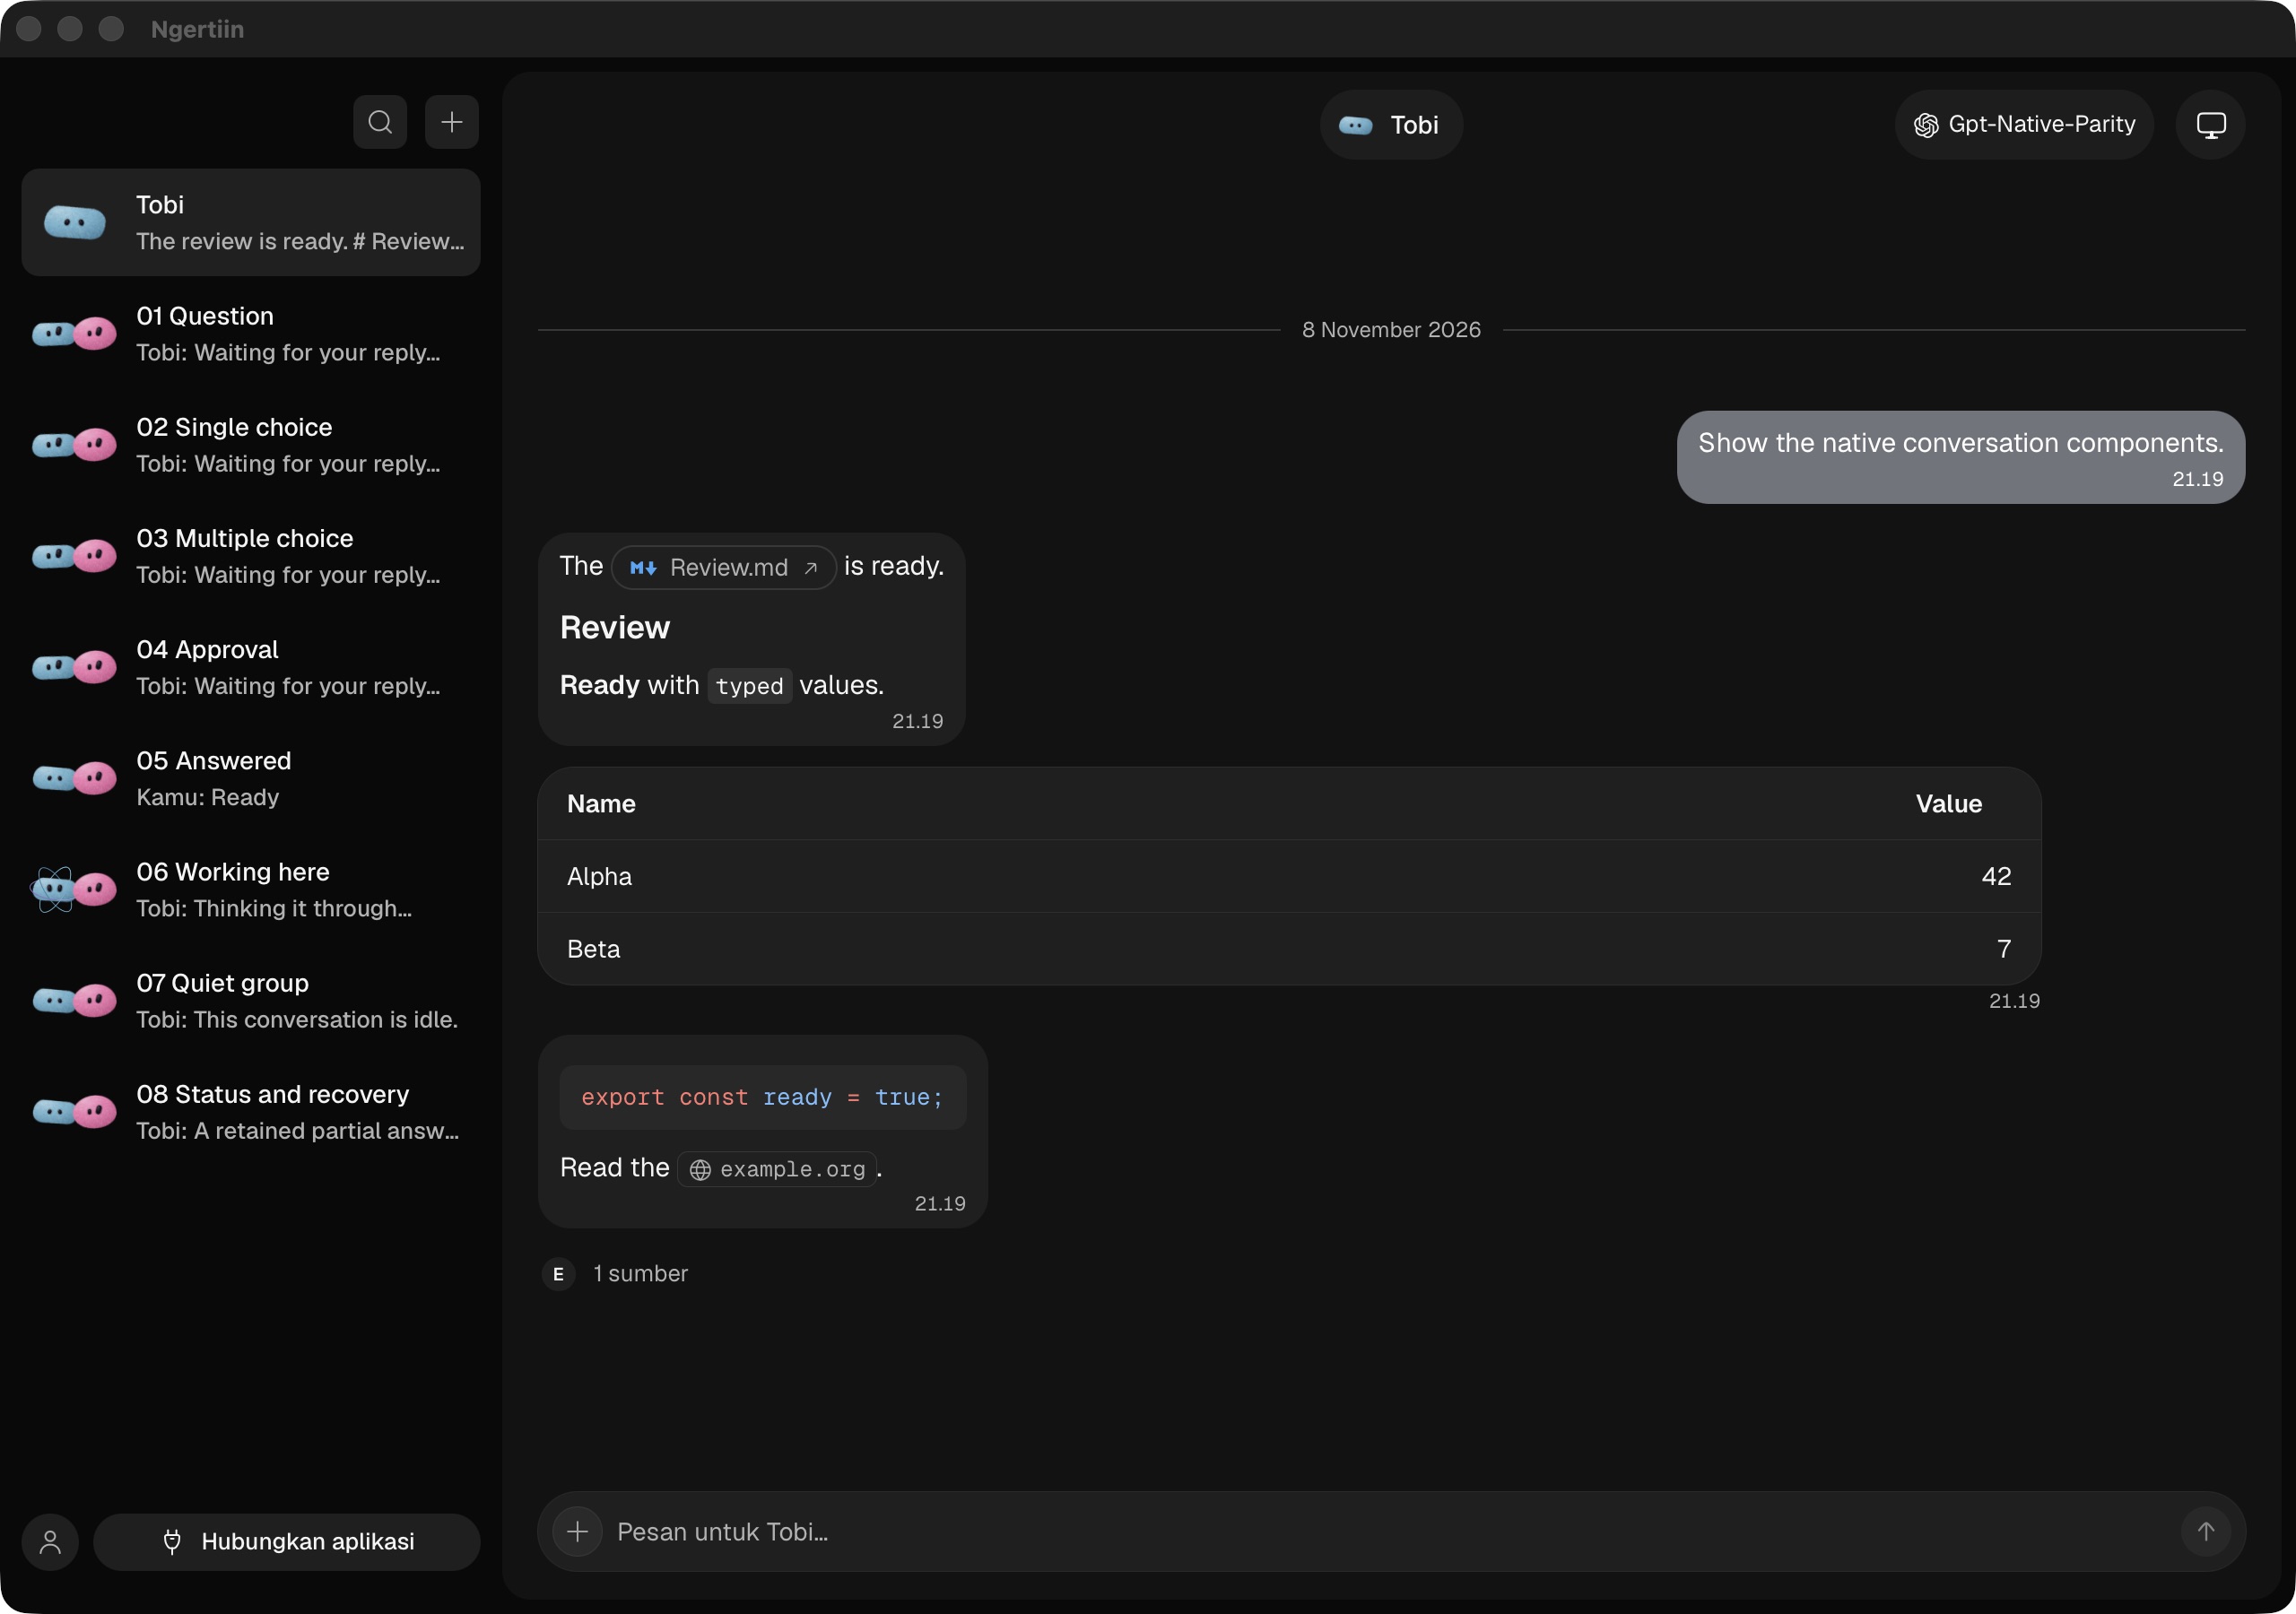 Ngertiin
Tobi
The review is ready. # Review...
01 Question
Tobi: Waiting for your reply...
02 Single choice
Tobi: Waiting for your reply...
03 Multiple choice
Tobi: Waiting for your reply...
04 Approval
Tobi: Waiting for your reply...
05 Answered
Kamu: Ready
06 Working here
Tobi: Thinking it through...
07 Quiet group
Tobi: This conversation is idle.
08 Status and recovery
Tobi: A retained partial answ...
Hubungkan aplikasi
Tobi
Gpt-Native-Parity
8 November 2026
Show the native conversation components.
21.19
The M Review.md is ready.
Review
Ready with typed values.
21.19
Name Value
Alpha 42
Beta 7
21.19
export const ready = true;
Read the example.org.
21.19
E 1 sumber
Pesan untuk Tobi...